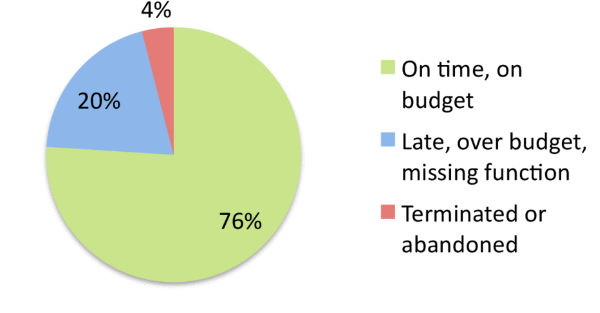 4%
20%
76%
On time, on
budget
Late, over budget,
missing function
Terminated or
abandoned